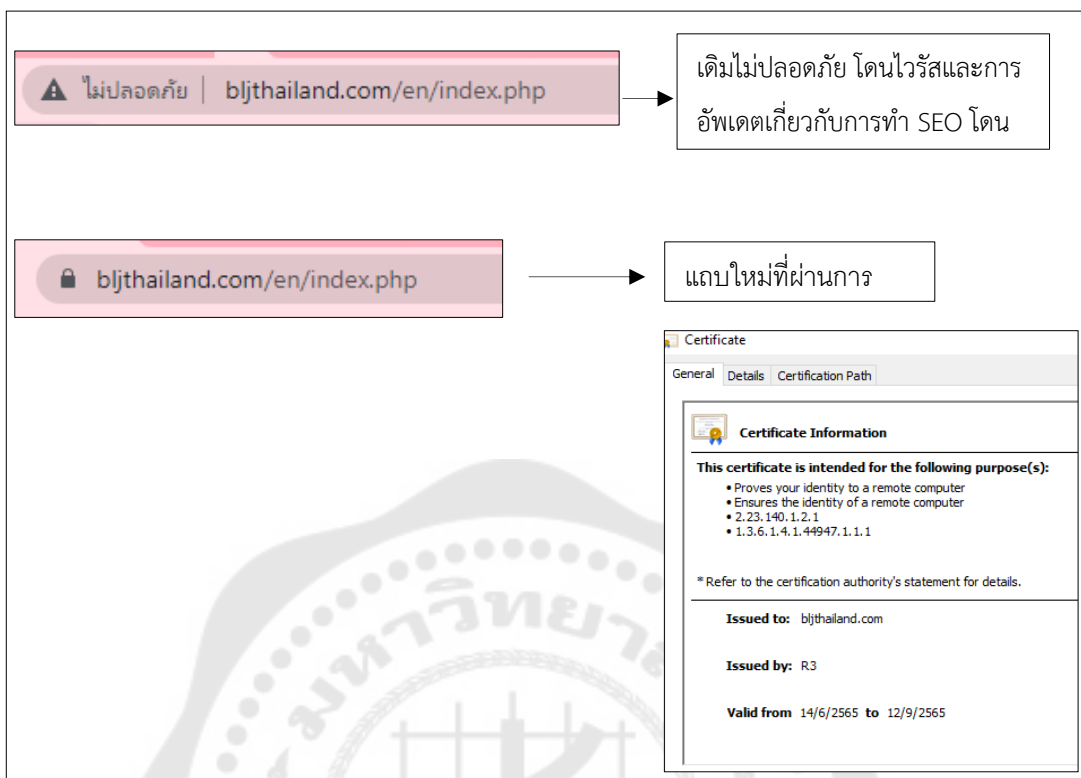 ไม่ปลอดภัย | bljthailand.com/en/index.php
เดิมไม่ปลอดภัย โดนไวรัสและการ
อัพเดตเกี่ยวกับการทำ SEO โดน
bljthailand.com/en/index.php
แถบใหม่ที่ผ่านการ
Certificate
General Details Certification Path
Certificate Information
This certificate is intended for the following purpose(s):
• Proves your identity to a remote computer
• Ensures the identity of a remote computer
• 2.23.140.1.2.1
• 1.3.6.1.4.1.44947.1.1.1
* Refer to the certification authority's statement for details.
Issued to: bljthailand.com
Issued by: R3
Valid from 14/6/2565 to 12/9/2565